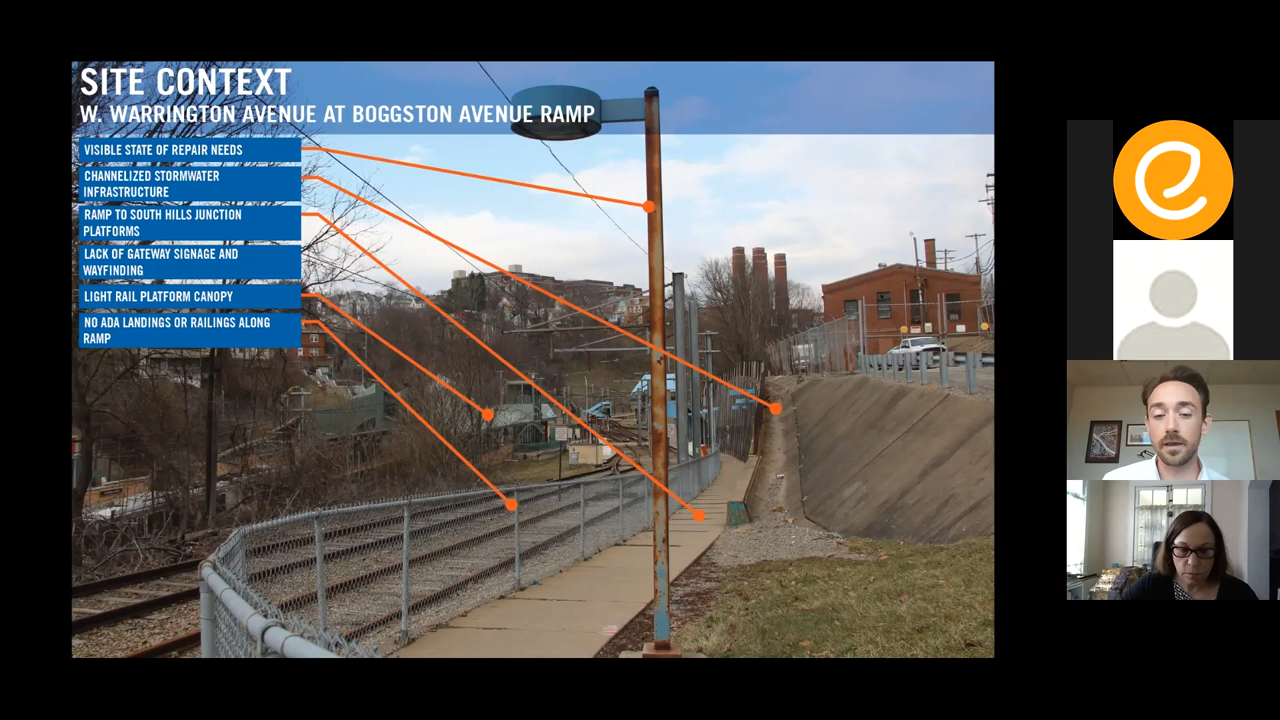 SITE CONTEXT
W. WARRINGTON AVENUE AT BOGGSTON AVENUE RAMP
VISIBLE STATE OF REPAIR NEEDS
CHANNELIZED STORMWATER
INFRASTRUCTURE
RAMP TO SOUTH HILLS JUNCTION
PLATFORMS
LACK OF GATEWAY SIGNAGE AND
WAYFINDING
LIGHT RAIL PLATFORM CANOPY
NO ADA LANDINGS OR RAILINGS ALONG
RAMP